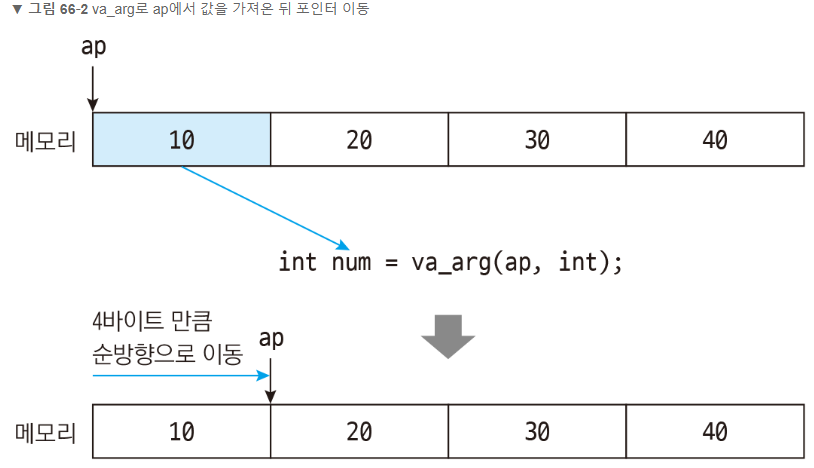 ▼ 그림 66-2 va_arg로 ap에서 값을 가져온 뒤 포인터 이동
ap
메모리 10 20 30 40
int num = va_arg(ap, int);
4바이트 만큼
순방향으로 이동
ap
메모리 10 20 30 40